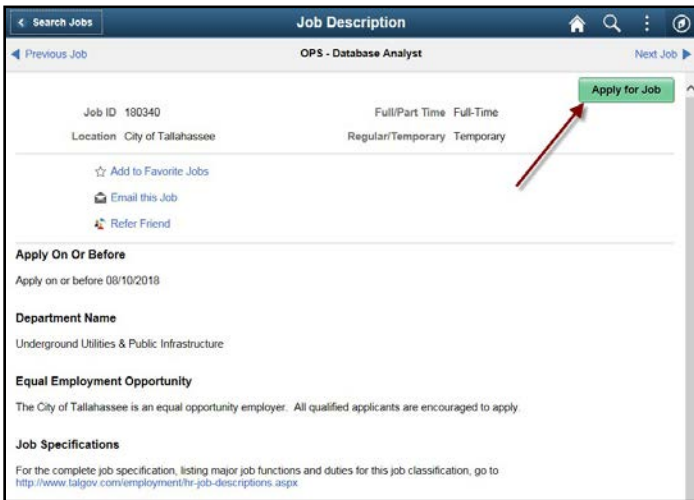 Search Jobs
Job Description
Previous Job
OPS - Database Analyst
Next Job
Apply for Job
Job ID 180340
Full/Part Time Full-Time
Location City of Tallahassee
Regular/Temporary Temporary
Add to Favorite Jobs
Email this Job
Refer Friend
Apply On Or Before
Apply on or before 08/10/2018
Department Name
Underground Utilities & Public Infrastructure
Equal Employment Opportunity
The City of Tallahassee is an equal opportunity employer. All qualified applicants are encouraged to apply.
Job Specifications
For the complete job specification, listing major job functions and duties for this job classification, go to
http://www.talgov.com/employment/hr-job-descriptions.aspx